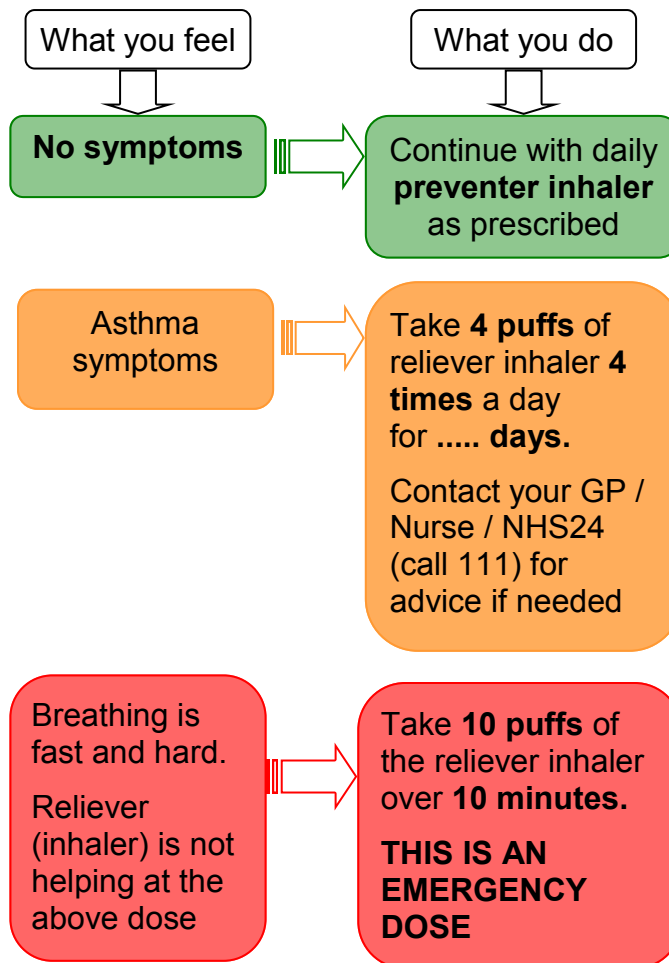 What you feel
What you do
No symptoms
Continue with daily
preventer inhaler
as prescribed
Asthma
symptoms
Take 4 puffs of
reliever inhaler 4
times a day
for ..... days.
Contact your GP /
Nurse / NHS24
(call 111) for
advice if needed
Breathing is
fast and hard.
Reliever
(inhaler) is not
helping at the
above dose
Take 10 puffs of
the reliever inhaler
over 10 minutes.
THIS IS AN
EMERGENCY
DOSE